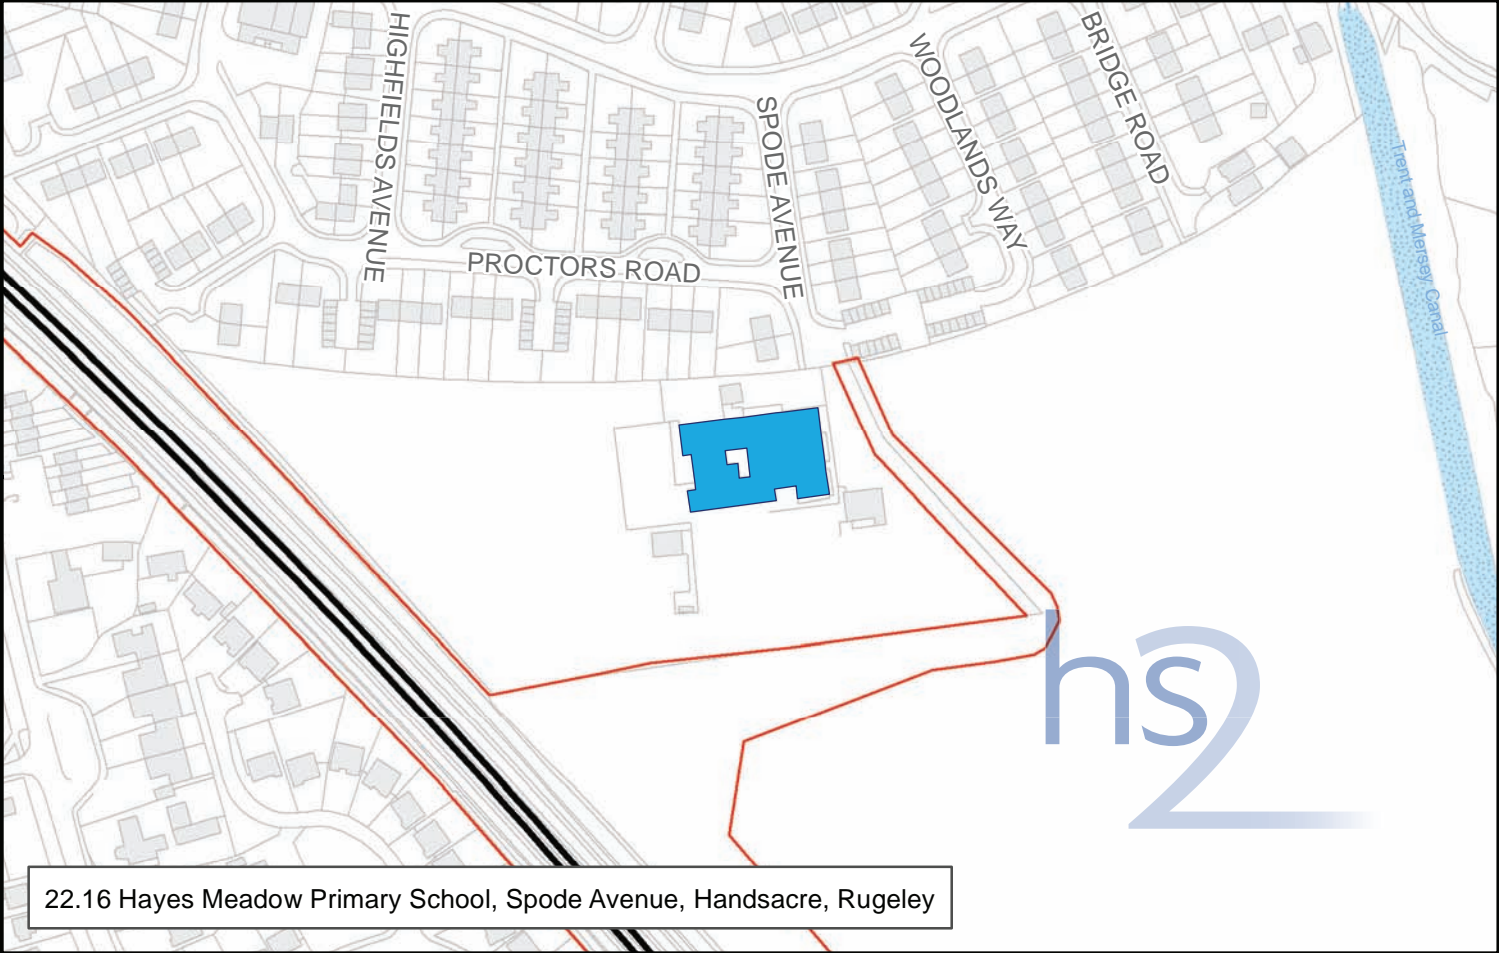 HIGHFIELDS AVENUE
PROCTORS ROAD
SPODE AVENUE
WOODLANDS WAY
BRIDGE ROAD
Trent and Mersey Canal
hs2
22.16 Hayes Meadow Primary School, Spode Avenue, Handsacre, Rugeley